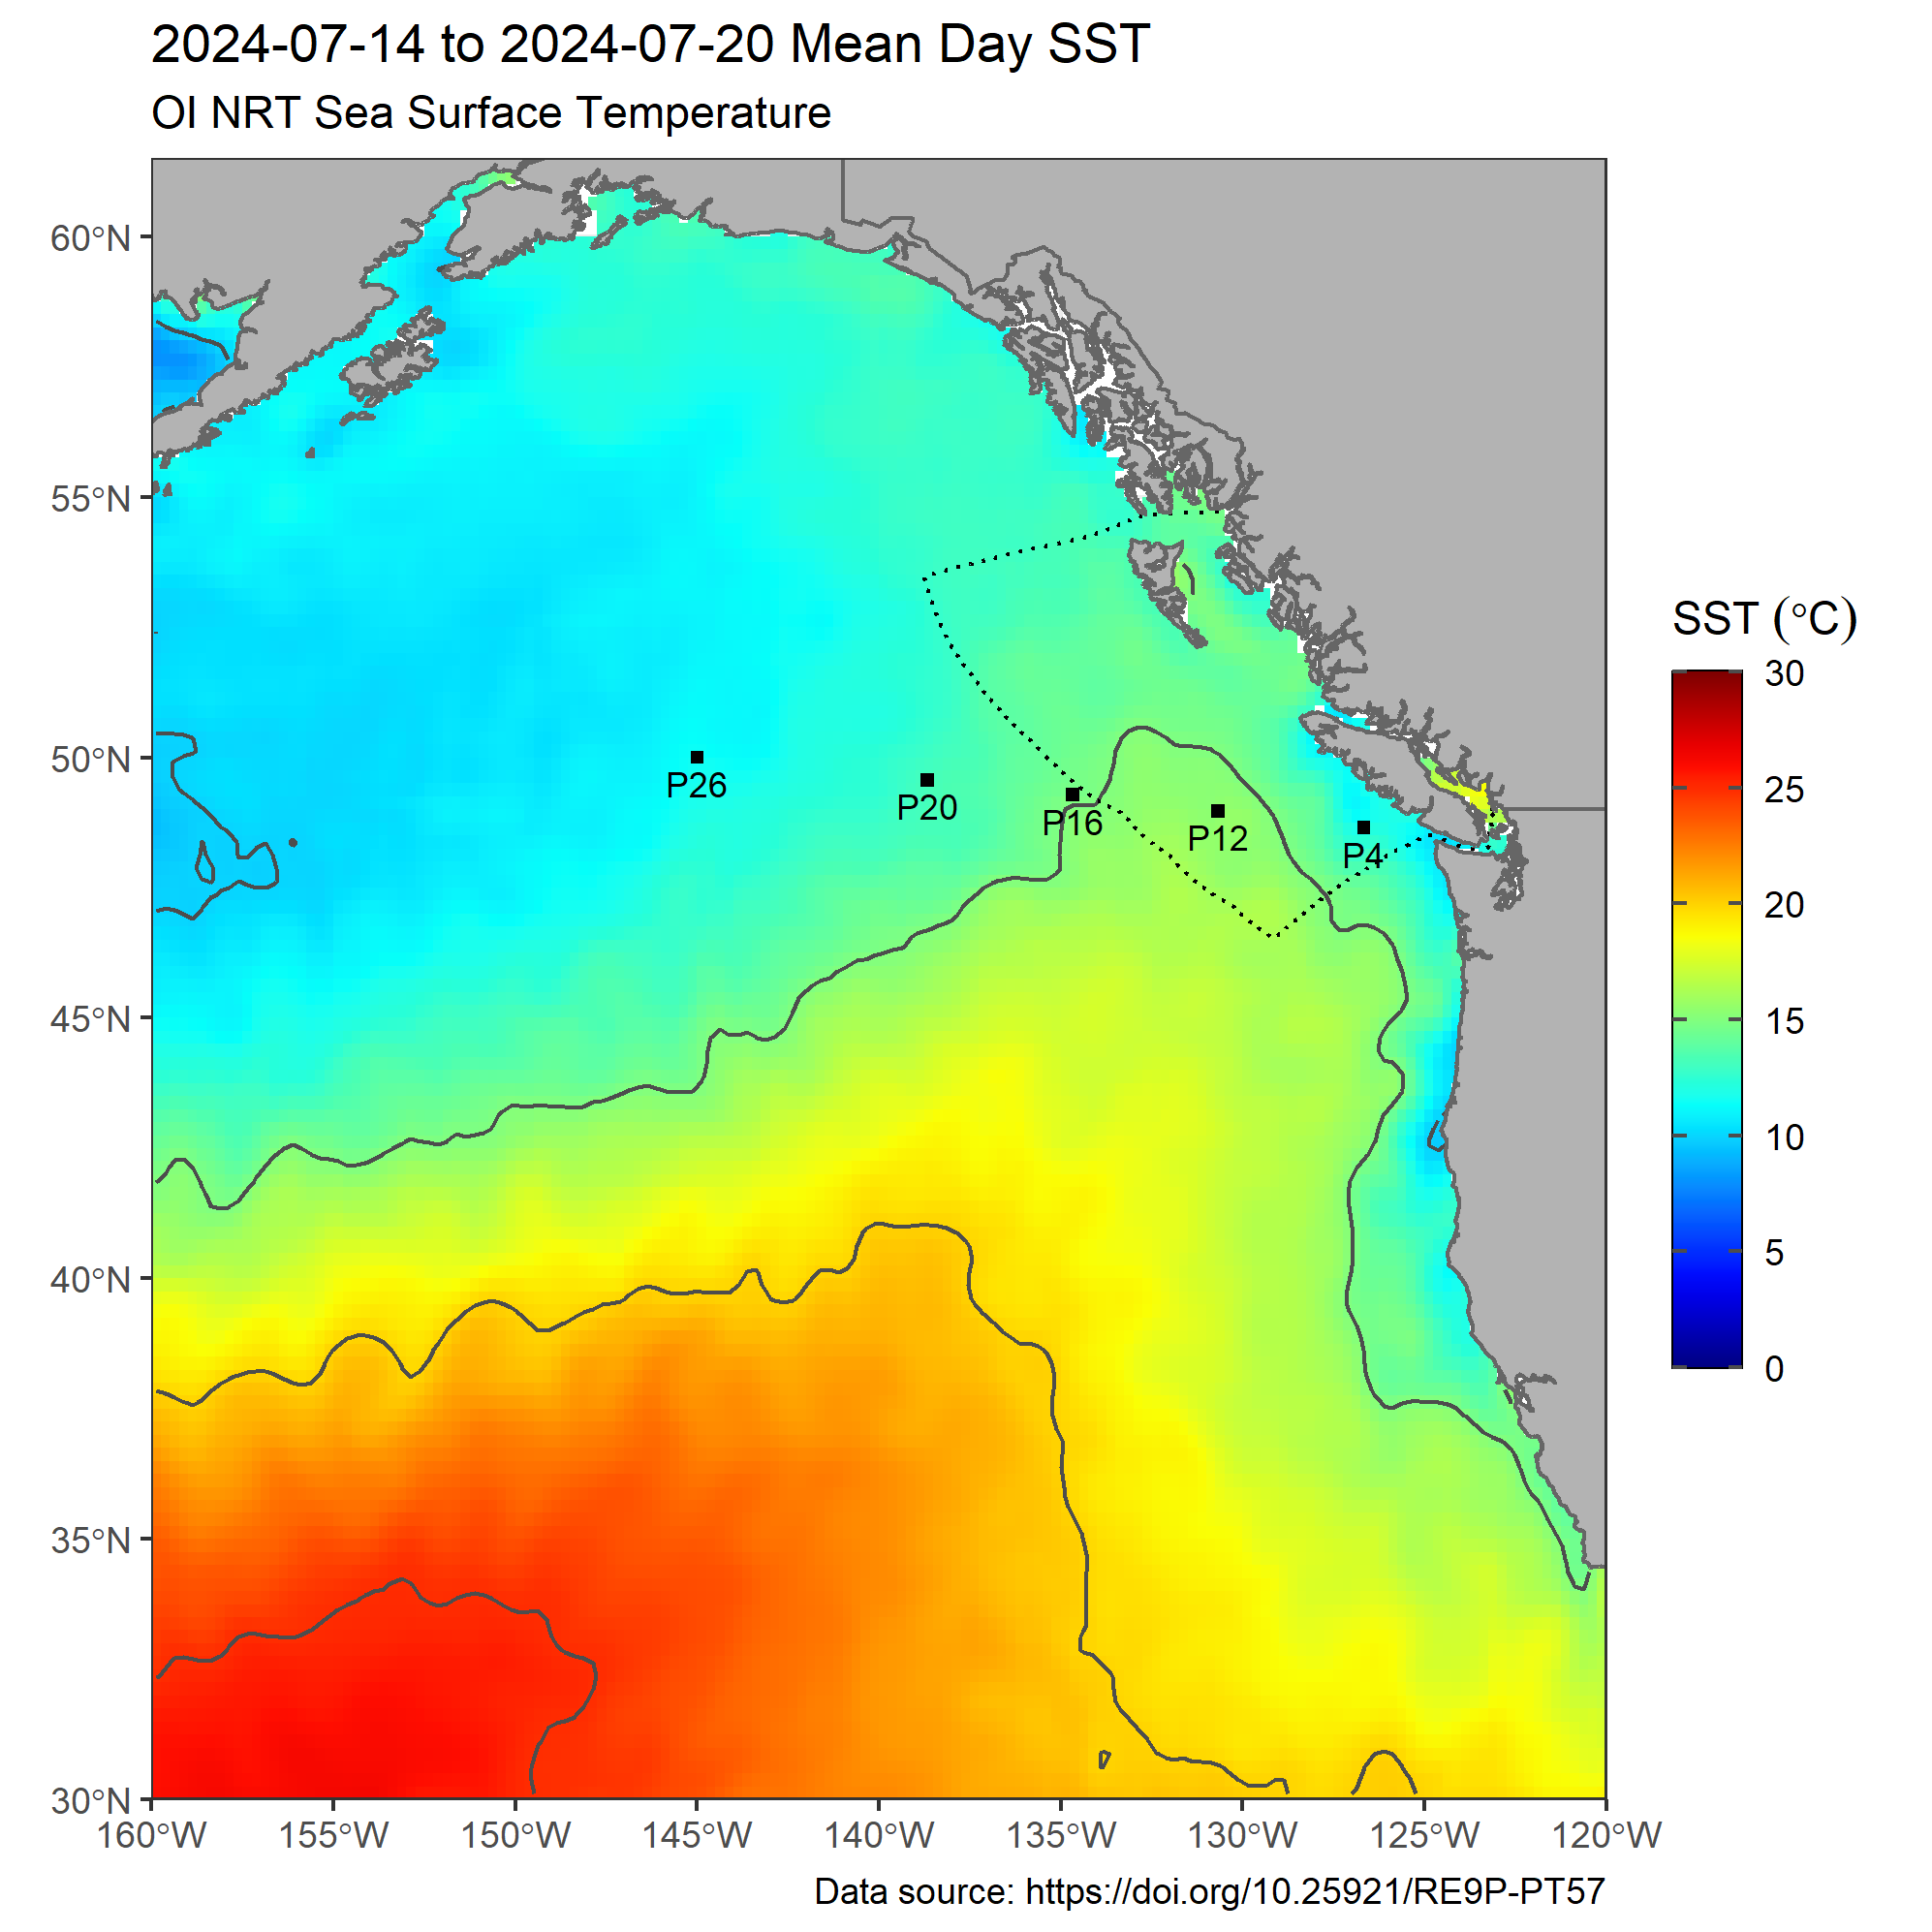 2024-07-14 to 2024-07-20 Mean Day SST
OI NRT Sea Surface Temperature
60°N
55°N
50°N
45°N
40°N
35°N
30°N
P26
P20
P16
P12
P4
160°W 155°W 150°W 145°W 140°W 135°W 130°W 125°W 120°W
SST (°C)
30
25
20
15
10
5
0
Data source: https://doi.org/10.25921/RE9P-PT57